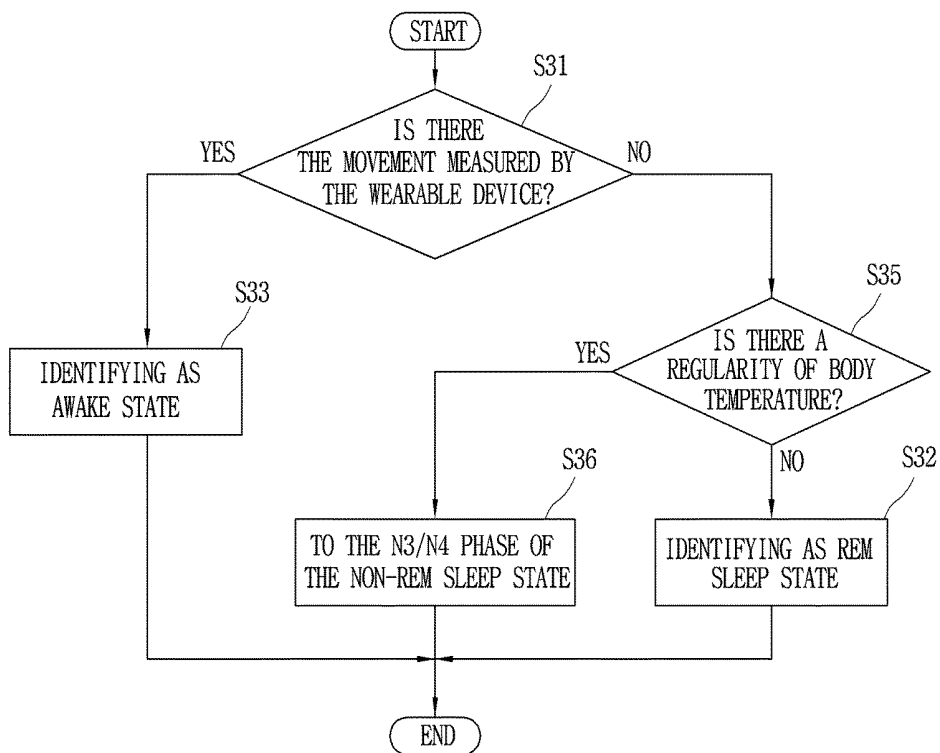 START
S31
IS THERE
THE MOVEMENT MEASURED BY
THE WEARABLE DEVICE?
YES
NO
S33
IDENTIFYING AS
AWAKE STATE
S35
IS THERE A
REGULARITY OF BODY
TEMPERATURE?
YES
NO
S36
TO THE N3/N4 PHASE OF
THE NON-REM SLEEP STATE
S32
IDENTIFYING AS REM
SLEEP STATE
END